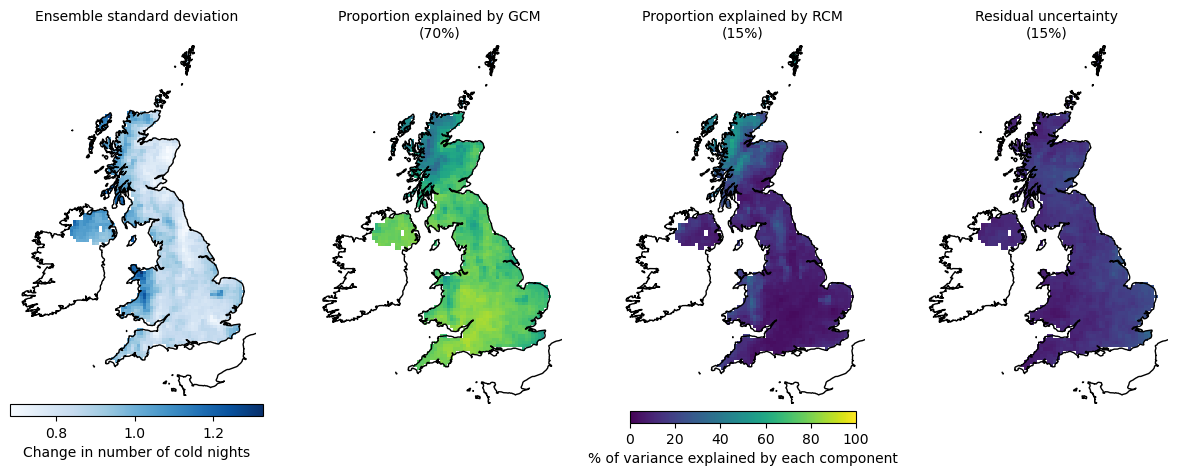 Ensemble standard deviation
Proportion explained by GCM
(70%)
Proportion explained by RCM
(15%)
Residual uncertainty
(15%)
0.8 1.0 1.2
Change in number of cold nights
0 20 40 60 80 100
% of variance explained by each component